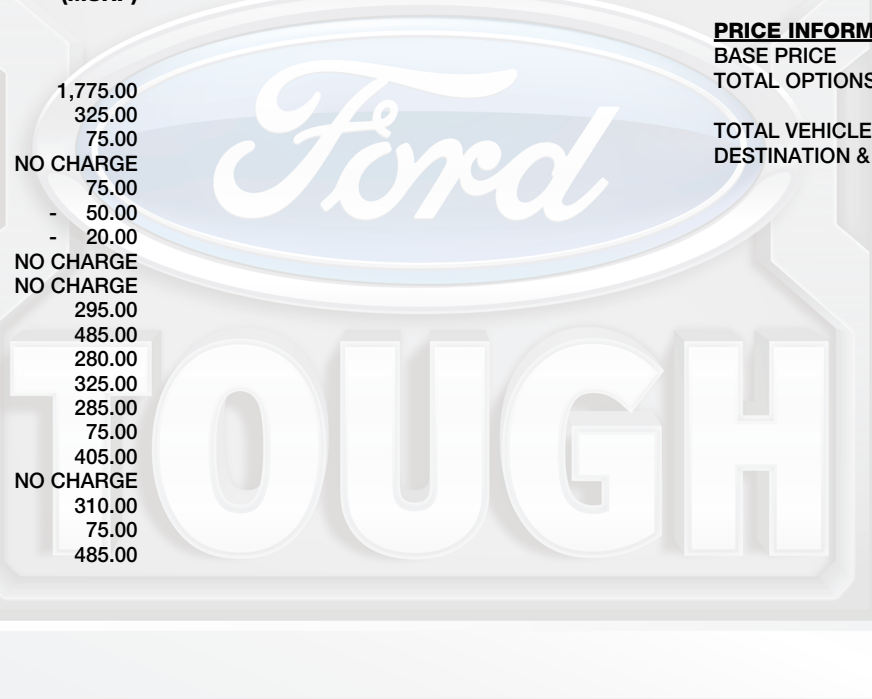 (MSRP)
1,775.00
325.00
75.00
NO CHARGE
75.00
- 50.00
- 20.00
NO CHARGE
NO CHARGE
295.00
485.00
280.00
325.00
285.00
75.00
405.00
NO CHARGE
310.00
75.00
485.00
PRICE INFORM
BASE PRICE
TOTAL OPTIONS
TOTAL VEHICLE
DESTINATION &
Ford
TOUGH